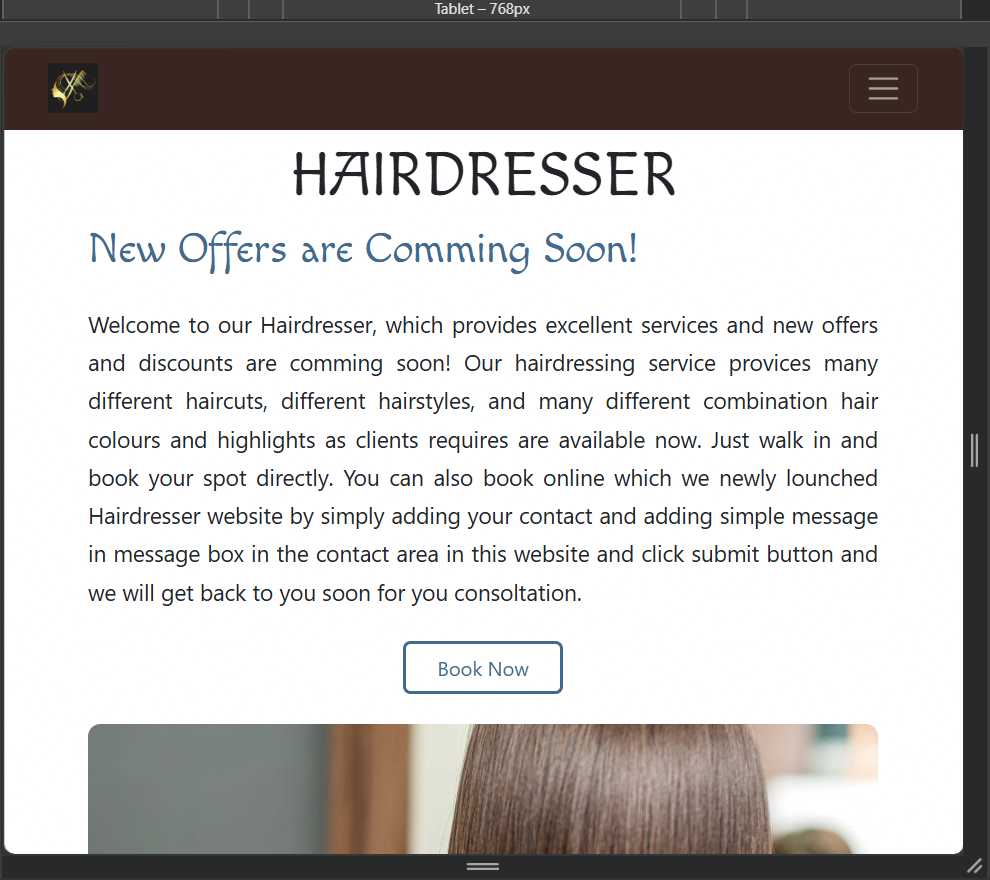 Tablet – 768px
HAIRDRESSER
New Offers are Comming Soon!
Welcome to our Hairdresser, which provides excellent services and new offers
and discounts are comming soon! Our hairdressing service provices many
different haircuts, different hairstyles, and many different combination hair
colours and highlights as clients requires are available now. Just walk in and
book your spot directly. You can also book online which we newly lounched
Hairdresser website by simply adding your contact and adding simple message
in message box in the contact area in this website and click submit button and
we will get back to you soon for you consoltation.
Book Now